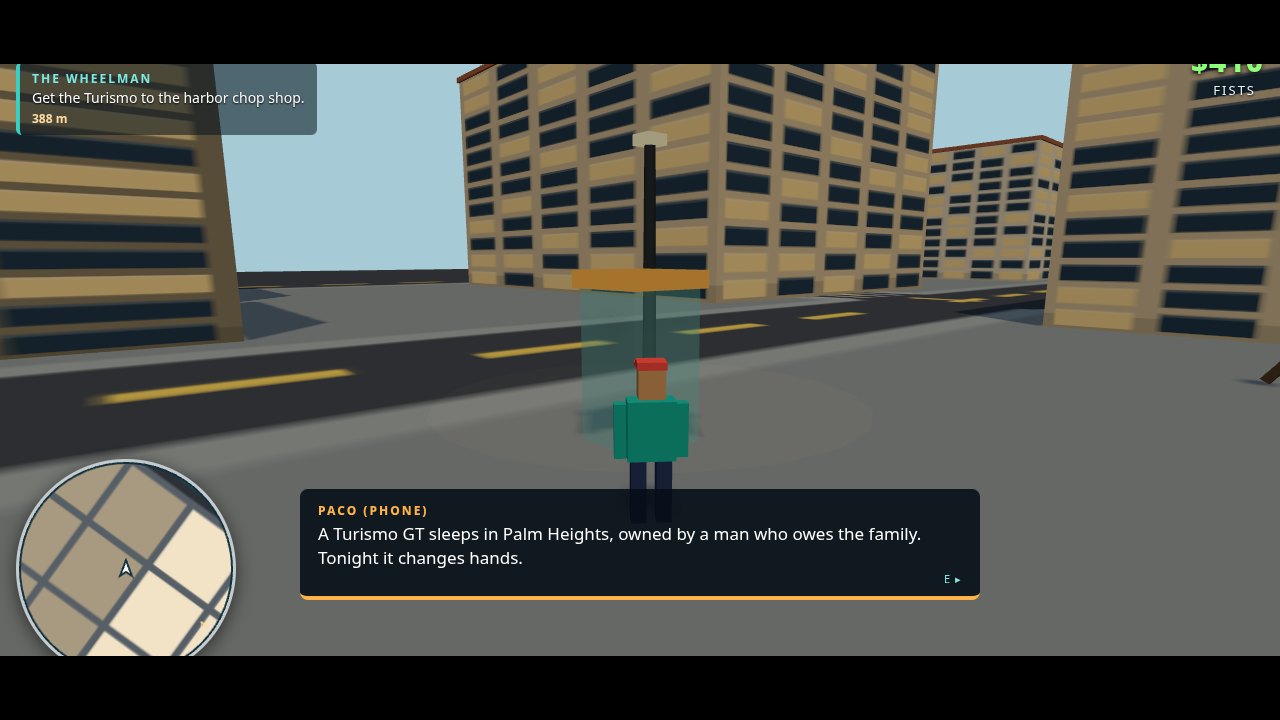 THE WHEELMAN
Get the Turismo to the harbor chop shop.
388 m
FISTS
PACO (PHONE)
A Turismo GT sleeps in Palm Heights, owned by a man who owes the family.
Tonight it changes hands.
E ▸